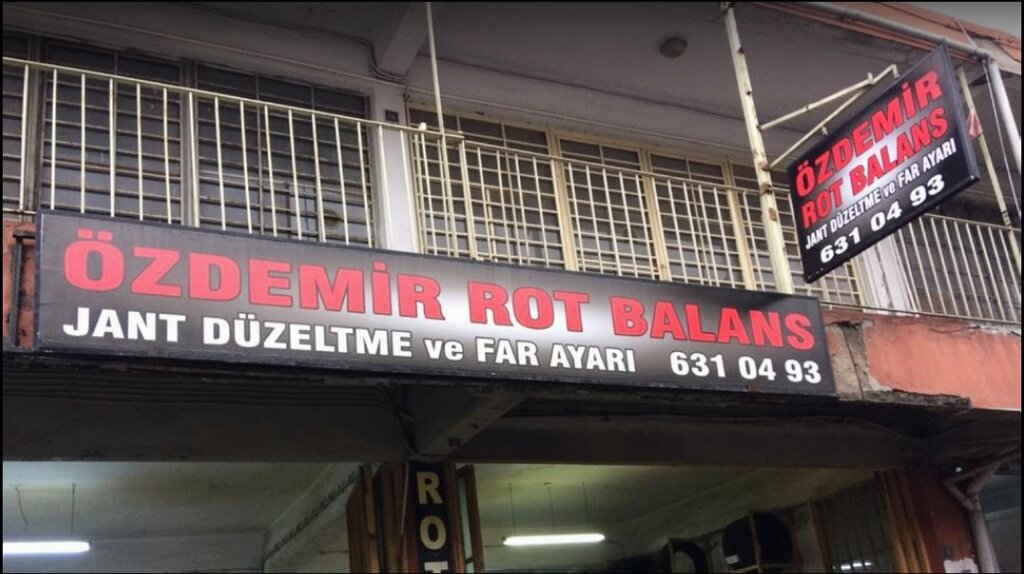 ÖZDEMİR ROT BALANS
JANT DÜZELTME ve FAR AYARI 631 04 93
ÖZDEMİR
ROT BALANS
JANT DÜZELTME ve FAR AYARI
631 04 93
ROT